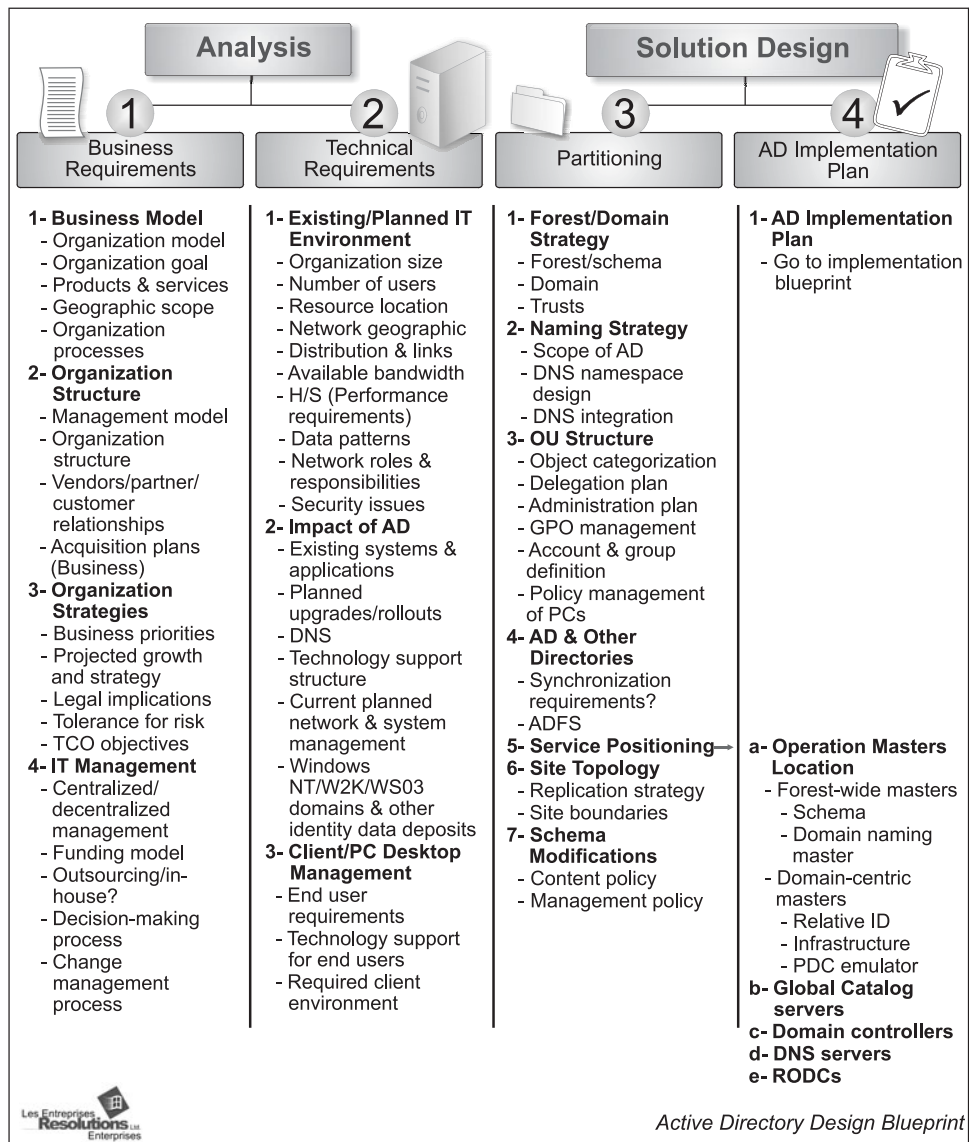 Analysis
Solution Design
1
Business
Requirements
2
Technical
Requirements
3
Partitioning
4
AD Implementation
Plan
1- Business Model
- Organization model
- Organization goal
- Products & services
- Geographic scope
- Organization
processes
2- Organization
Structure
- Management model
- Organization
structure
- Vendors/partner/
customer
relationships
- Acquisition plans
(Business)
3- Organization
Strategies
- Business priorities
- Projected growth
and strategy
- Legal implications
- Tolerance for risk
- TCO objectives
4- IT Management
- Centralized/
decentralized
management
- Funding model
- Outsourcing/in-
house?
- Decision-making
process
- Change
management
process
1- Existing/Planned IT
Environment
- Organization size
- Number of users
- Resource location
- Network geographic
- Distribution & links
- Available bandwidth
- H/S (Performance
requirements)
- Data patterns
- Network roles &
responsibilities
- Security issues
2- Impact of AD
- Existing systems &
applications
- Planned
upgrades/rollouts
- DNS
- Technology support
structure
- Current planned
network & system
management
- Windows
NT/W2K/WS03
domains & other
identity data deposits
3- Client/PC Desktop
Management
- End user
requirements
- Technology support
for end users
- Required client
environment
1- Forest/Domain
Strategy
- Forest/schema
- Domain
- Trusts
2- Naming Strategy
- Scope of AD
- DNS namespace
design
- DNS integration
3- OU Structure
- Object categorization
- Delegation plan
- Administration plan
- GPO management
- Account & group
definition
- Policy management
of PCs
4- AD & Other
Directories
- Synchronization
requirements?
- ADFS
5- Service Positioning→
6- Site Topology
- Replication strategy
- Site boundaries
7- Schema
Modifications
- Content policy
- Management policy
1- AD Implementation
Plan
- Go to implementation
blueprint
a- Operation Masters
Location
- Forest-wide masters
- Schema
- Domain naming
master
- Domain-centric
masters
- Relative ID
- Infrastructure
- PDC emulator
b- Global Catalog
servers
c- Domain controllers
d- DNS servers
e- RODCs
Les Entreprises
Resolutions Ltd.
Enterprises
Active Directory Design Blueprint